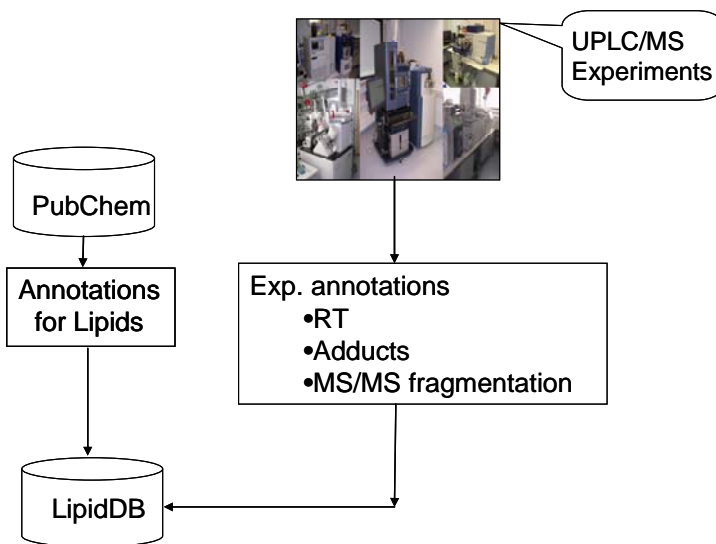 UPLC/MS
Experiments
PubChem
Annotations
for Lipids
Exp. annotations
•RT
•Adducts
•MS/MS fragmentation
LipidDB